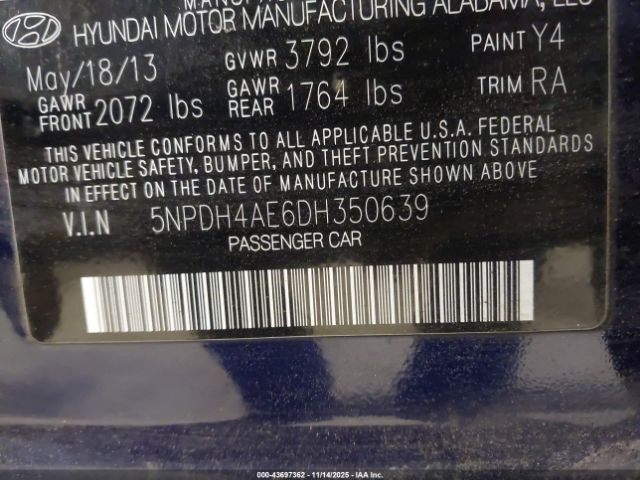 HYUNDAI MOTOR MANUFACTURING ALABAMA, LLC
May/18/13 GVWR 3792 lbs PAINT Y4
GAWR FRONT 2072 lbs GAWR REAR 1764 lbs TRIM RA
THIS VEHICLE CONFORMS TO ALL APPLICABLE U.S.A. FEDERAL
MOTOR VEHICLE SAFETY, BUMPER, AND THEFT PREVENTION STANDARDS
IN EFFECT ON THE DATE OF MANUFACTURE SHOWN ABOVE
V.I.N 5NPDH4AE6DH350639
PASSENGER CAR
000-43697362 - 11/14/2025 - IAA Inc.